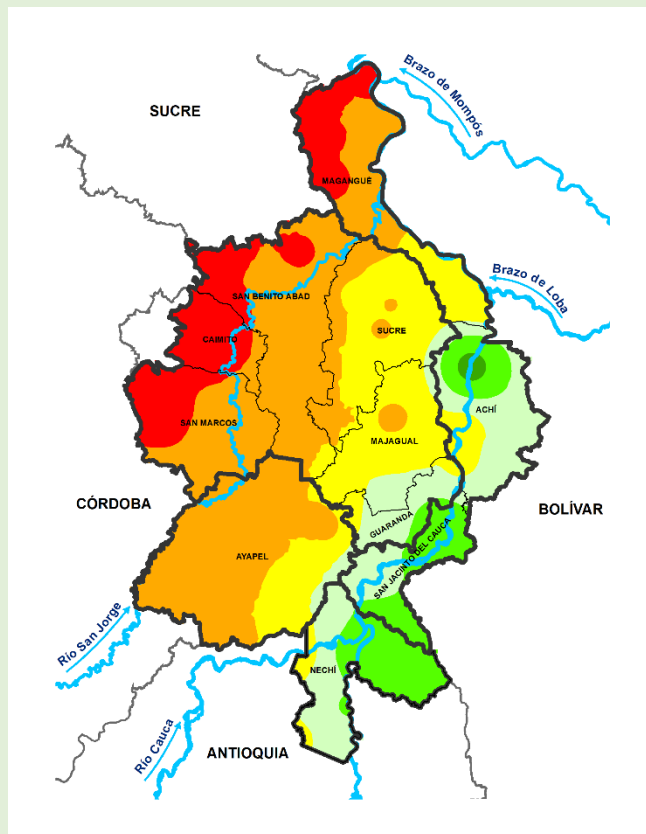 SUCRE
Brazo de Mompós
MAGANGUÉ
SAN BENITO ABAD
Brazo de Loba
SUCRE
CAIMITO
ACHÍ
SAN MARCOS
MAJAGUAL
CÓRDOBA
BOLÍVAR
GUARANDA
SAN JACINTO DEL CAUCA
AYAPEL
Río San Jorge
NECHÍ
Río Cauca
ANTIOQUIA